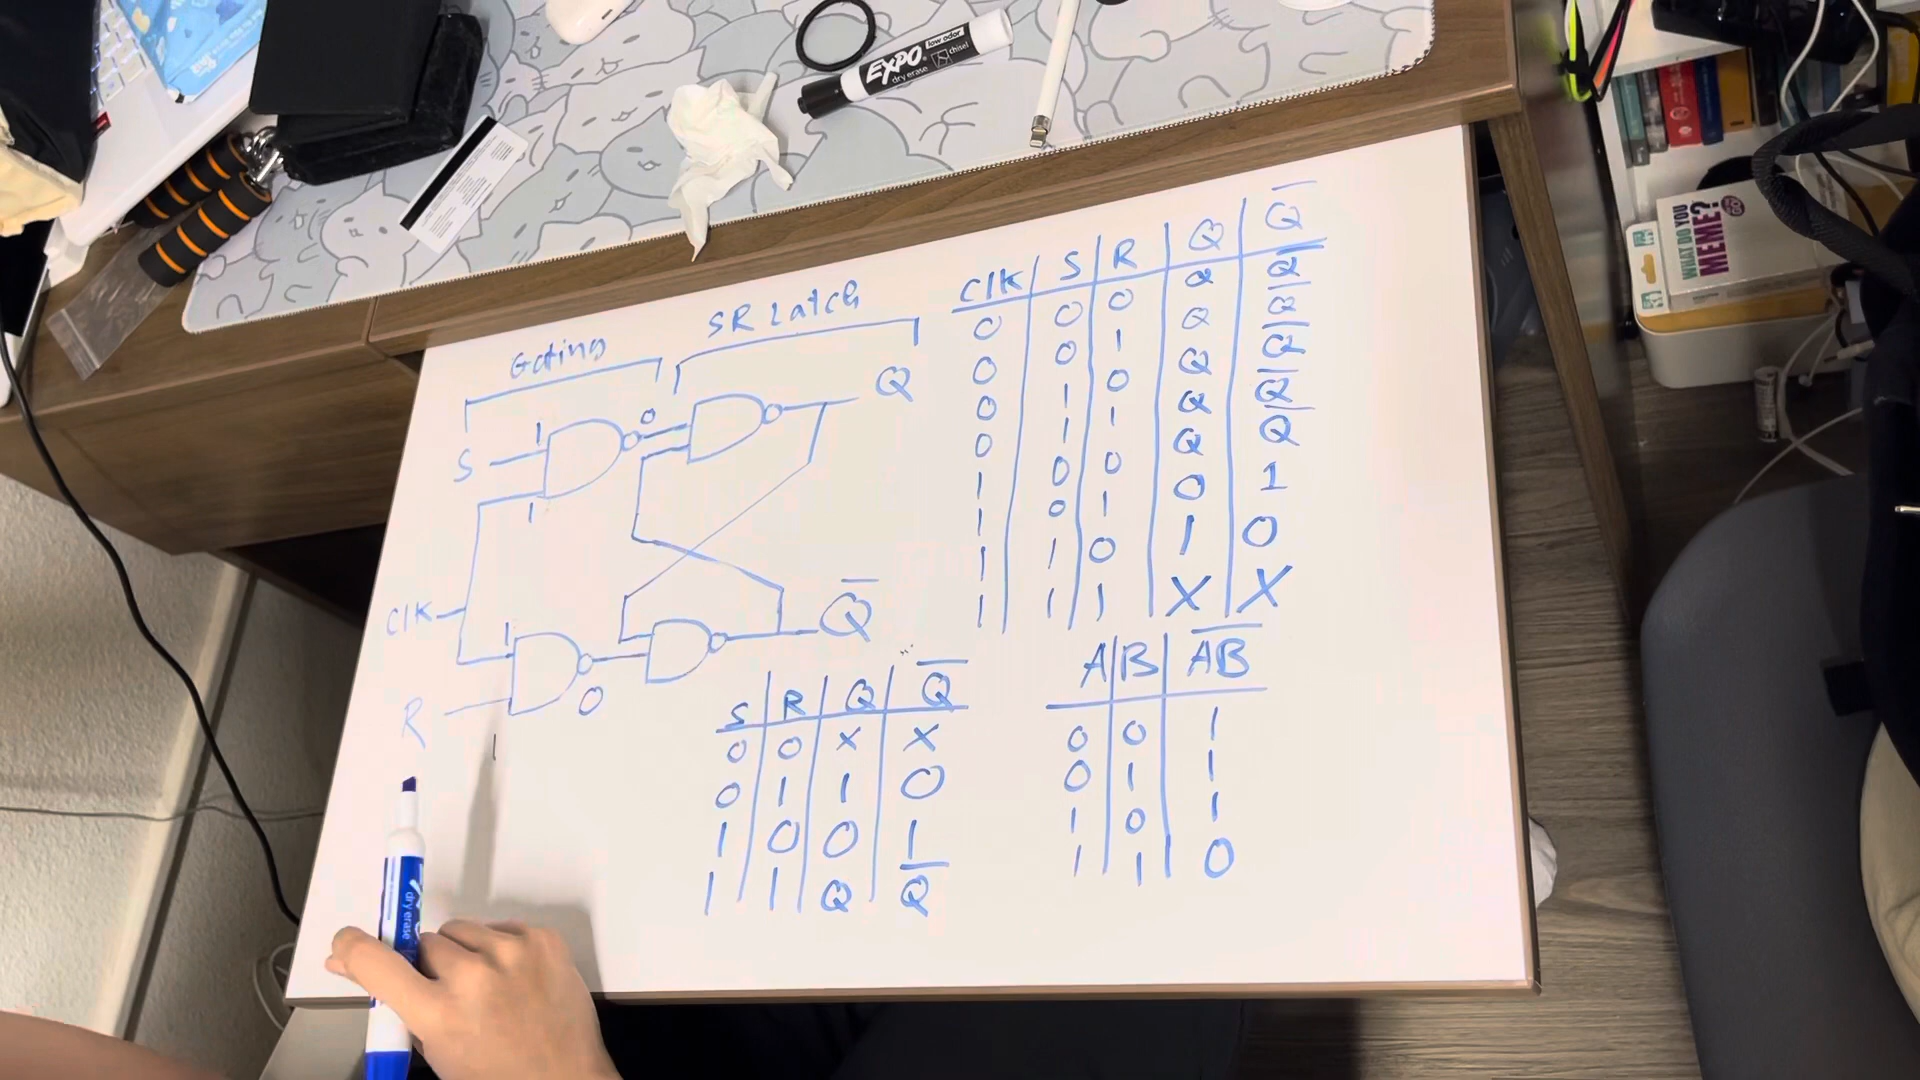 EXPO low odor
dry erase chisel
WHAT DO YOU
MEME?
Gating
SR Latch
S
Clk
R
1
1
0
1
1
0
Q
Q̅
Clk S R Q Q̅
0 0 0 Q Q̅
0 0 1 Q Q̅
0 1 0 Q Q̅
0 1 1 Q Q̅
1 0 0 Q Q̅
1 0 1 0 1
1 1 0 1 0
1 1 1 X X
S R Q Q̅
0 0 X X
0 1 1 0
1 0 0 1
1 1 Q Q̅
A B A̅B̅
0 0 1
0 1 1
1 0 1
1 1 0
dry erase